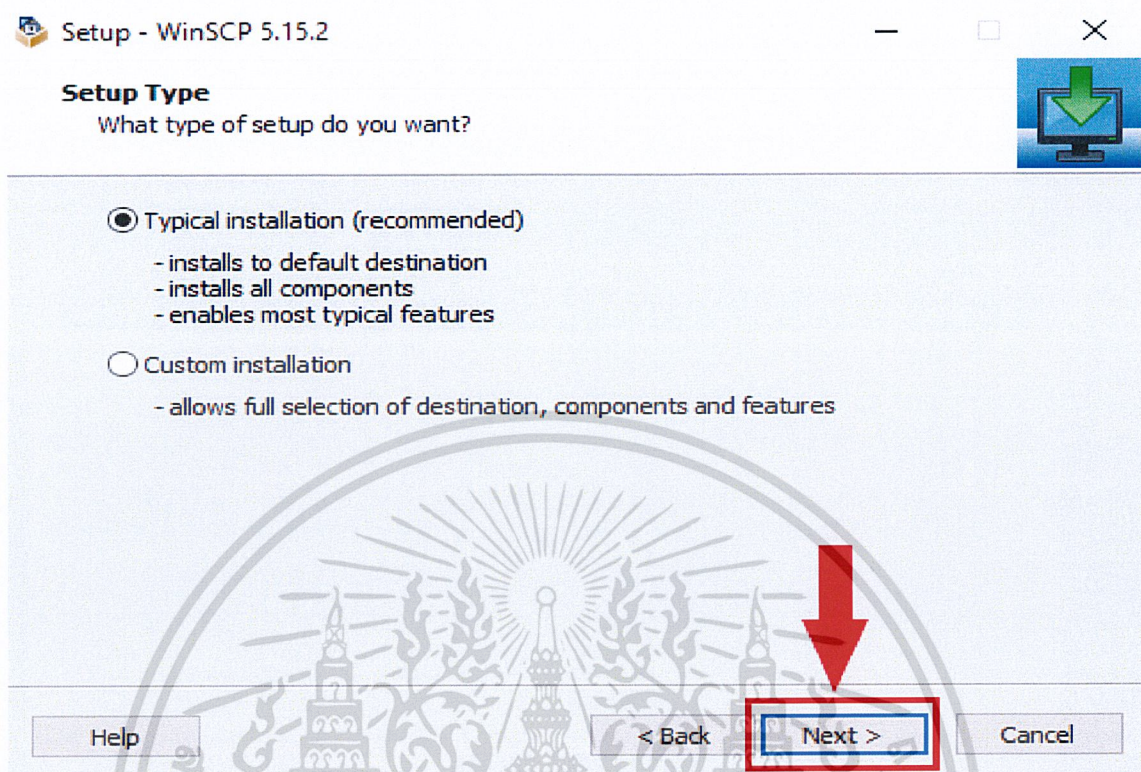 Setup - WinSCP 5.15.2
Setup Type
What type of setup do you want?
Typical installation (recommended)
- installs to default destination
- installs all components
- enables most typical features
Custom installation
- allows full selection of destination, components and features
Help
< Back
Next >
Cancel